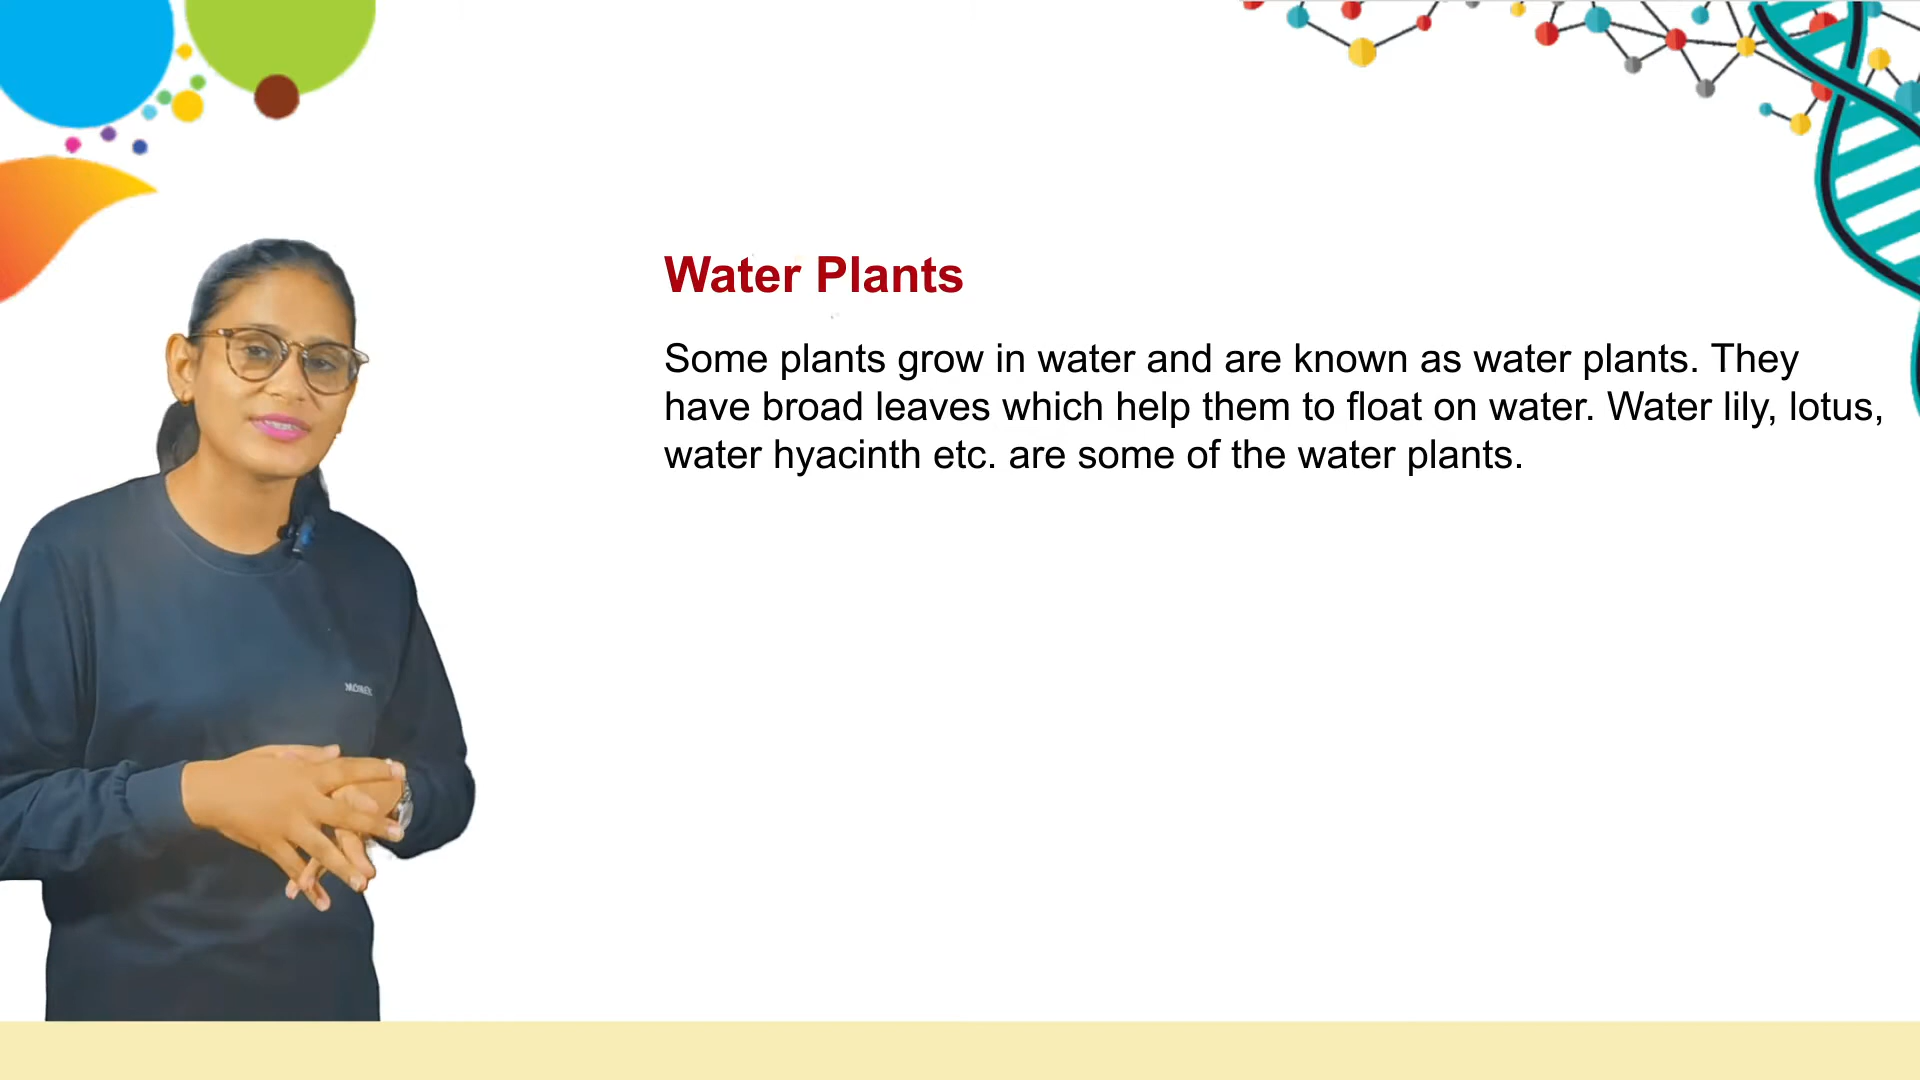 Water Plants
Some plants grow in water and are known as water plants. They
have broad leaves which help them to float on water. Water lily, lotus,
water hyacinth etc. are some of the water plants.